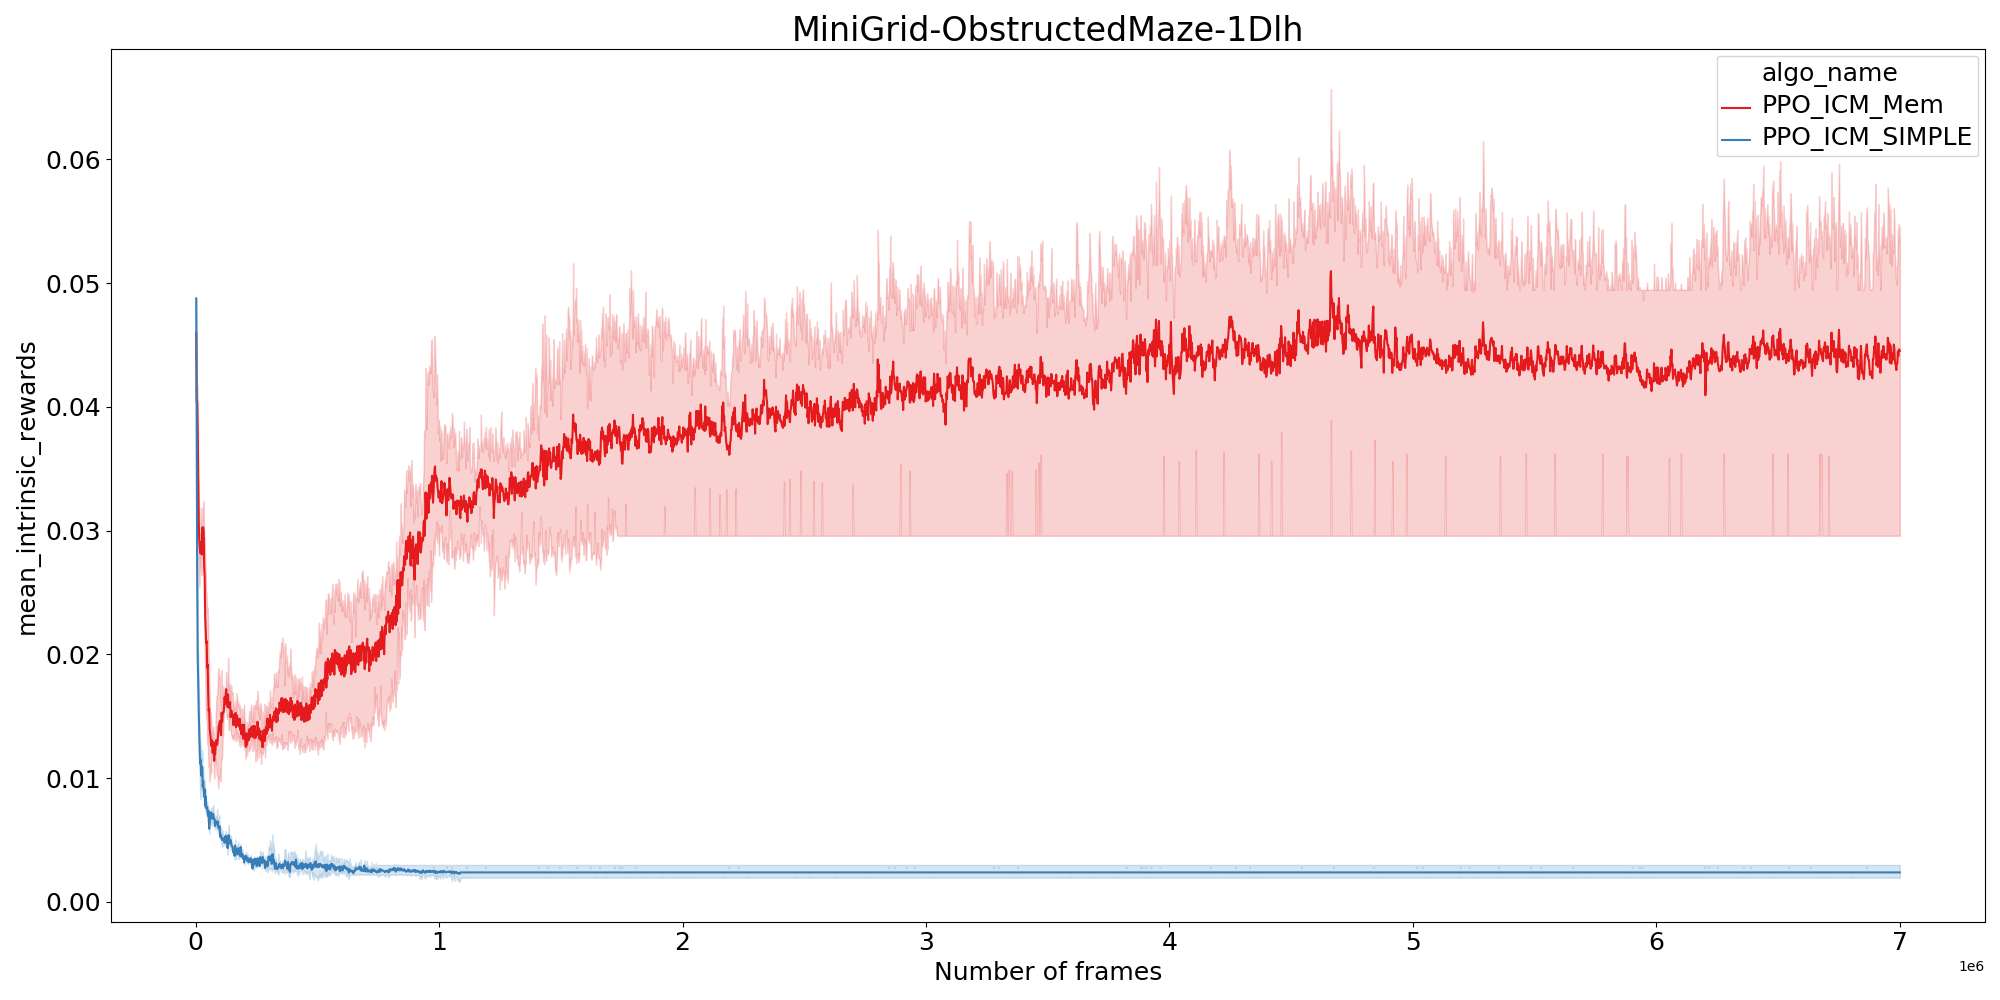 MiniGrid-ObstructedMaze-1Dlh
algo_name
PPO_ICM_Mem
PPO_ICM_SIMPLE
mean_intrinsic_rewards
0.06
0.05
0.04
0.03
0.02
0.01
0.00
0 1 2 3 4 5 6 7
1e6
Number of frames